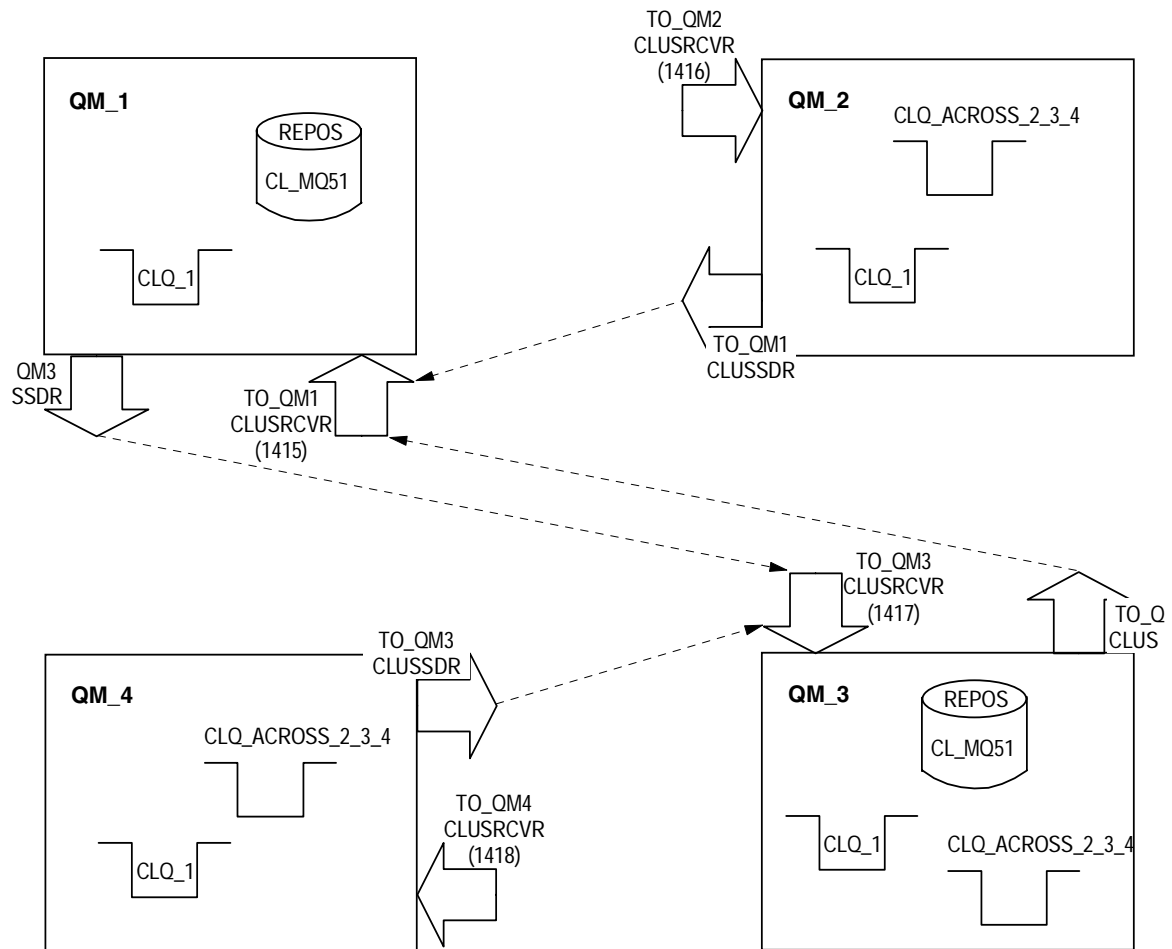 TO_QM2
CLUSRCVR
(1416)
QM_1
REPOS
CL_MQ51
CLQ_1
QM_2
CLQ_ACROSS_2_3_4
CLQ_1
TO_QM1
CLUSSDR
QM3
SSDR
TO_QM1
CLUSRCVR
(1415)
TO_QM3
CLUSRCVR
(1417)
TO_Q
CLUS
TO_QM3
CLUSSDR
QM_4
CLQ_ACROSS_2_3_4
CLQ_1
TO_QM4
CLUSRCVR
(1418)
QM_3
REPOS
CL_MQ51
CLQ_1
CLQ_ACROSS_2_3_4